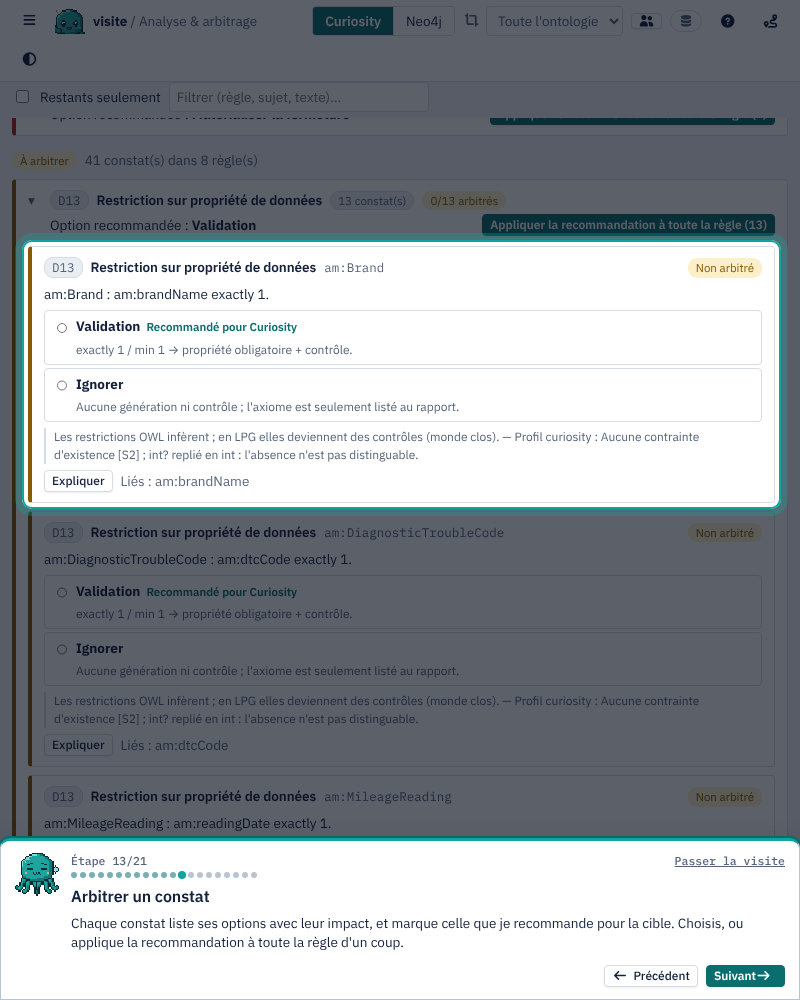 visite / Analyse & arbitrage
Curiosity
Neo4j
Toute l'ontologie
Restants seulement
Filtrer (règle, sujet, texte)…
À arbitrer
41 constat(s) dans 8 règle(s)
D13 Restriction sur propriété de données 13 constat(s) 0/13 arbitrés
Option recommandée : Validation
Appliquer la recommandation à toute la règle (13)
D13 Restriction sur propriété de données am:Brand Non arbitré
am:Brand : am:brandName exactly 1.
Validation Recommandé pour Curiosity
exactly 1 / min 1 → propriété obligatoire + contrôle.
Ignorer
Aucune génération ni contrôle ; l'axiome est seulement listé au rapport.
Les restrictions OWL infèrent ; en LPG elles deviennent des contrôles (monde clos). — Profil curiosity : Aucune contrainte
d'existence [S2] ; int? replié en int : l'absence n'est pas distinguable.
Expliquer Liés : am:brandName
D13 Restriction sur propriété de données am:DiagnosticTroubleCode Non arbitré
am:DiagnosticTroubleCode : am:dtcCode exactly 1.
Validation Recommandé pour Curiosity
exactly 1 / min 1 → propriété obligatoire + contrôle.
Ignorer
Aucune génération ni contrôle ; l'axiome est seulement listé au rapport.
Les restrictions OWL infèrent ; en LPG elles deviennent des contrôles (monde clos). — Profil curiosity : Aucune contrainte
d'existence [S2] ; int? replié en int : l'absence n'est pas distinguable.
Expliquer Liés : am:dtcCode
D13 Restriction sur propriété de données am:MileageReading Non arbitré
am:MileageReading : am:readingDate exactly 1.
Étape 13/21
Passer la visite
Arbitrer un constat
Chaque constat liste ses options avec leur impact, et marque celle que je recommande pour la cible. Choisis, ou
applique la recommandation à toute la règle d'un coup.
← Précédent
Suivant →